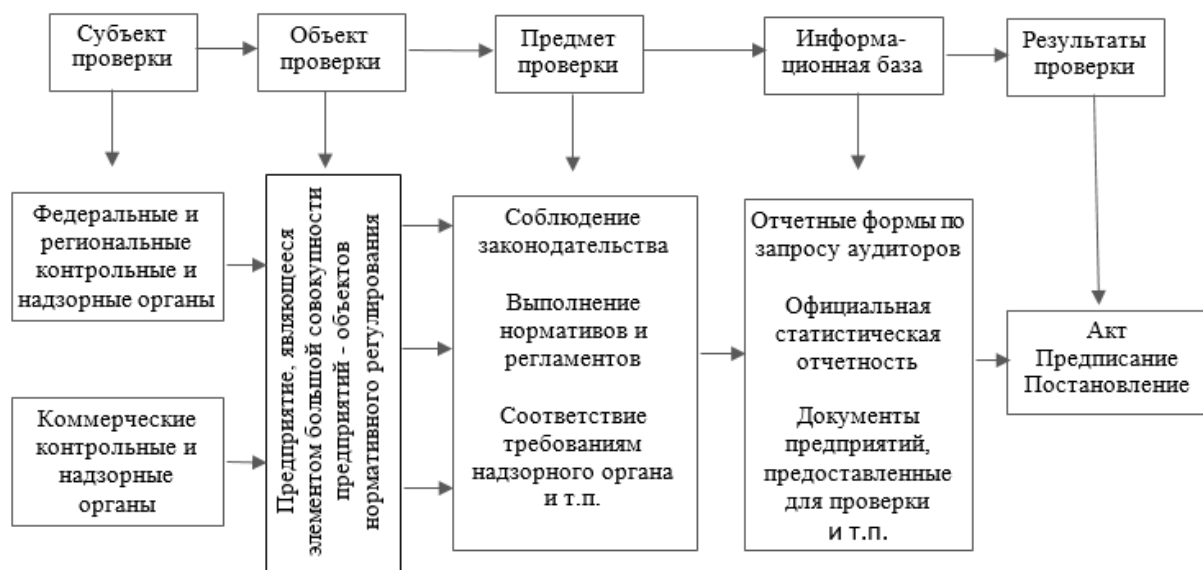 Субъект
проверки
Объект
проверки
Предмет
проверки
Информа-
ционная база
Результаты
проверки
Федеральные и
региональные
контрольные и
надзорные органы
Коммерческие
контрольные и
надзорные
органы
Предприятие, являющееся
элементом большой совокупности
предприятий - объектов
нормативного регулирования
Соблюдение
законодательства
Выполнение
нормативов и
регламентов
Соответствие
требованиям
надзорного органа
и т.п.
Отчетные формы по
запросу аудиторов
Официальная
статистическая
отчетность
Документы
предприятий,
предоставленные
для проверки
и т.п.
Акт
Предписание
Постановление